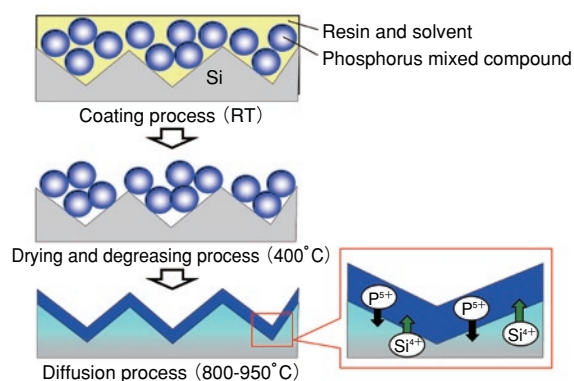 Resin and solvent
Phosphorus mixed compound
Si
Coating process (RT)
Drying and degreasing process (400˚C)
P5+
P5+
Si4+
Si4+
Diffusion process (800-950˚C)